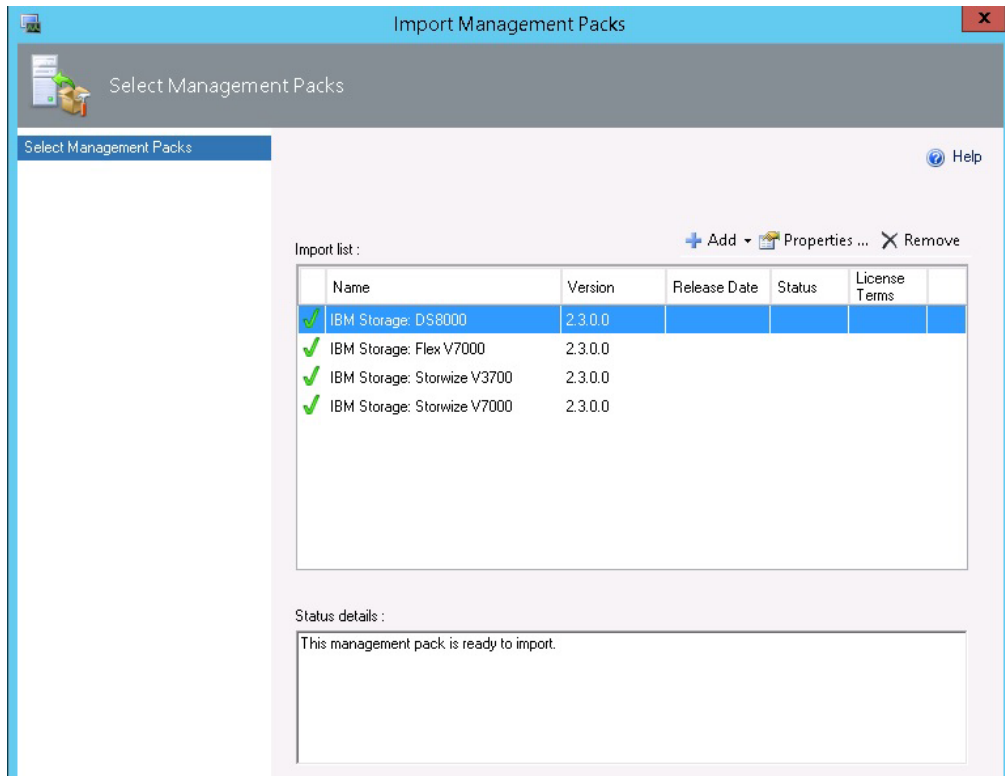 Import Management Packs
x
Select Management Packs
Select Management Packs
Help
Import list :
Add Properties ... Remove
Name Version Release Date Status License Terms
IBM Storage: DS8000 2.3.0.0
IBM Storage: Flex V7000 2.3.0.0
IBM Storage: Storwize V3700 2.3.0.0
IBM Storage: Storwize V7000 2.3.0.0
Status details :
This management pack is ready to import.